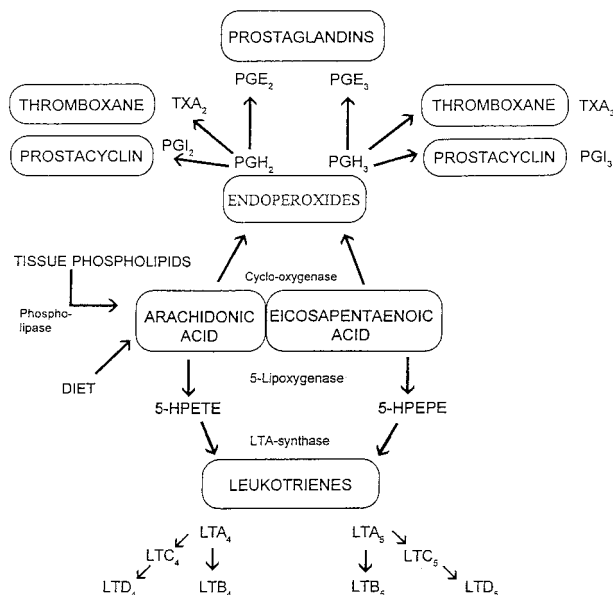 PROSTAGLANDINS
PGE₂ PGE₃
THROMBOXANE TXA₂ THROMBOXANE TXA₃
PROSTACYCLIN PGI₂ PGH₂ PGH₃ PROSTACYCLIN PGI₃
ENDOPEROXIDES
TISSUE PHOSPHOLIPIDS
Cyclo-oxygenase
Phospho-
lipase
ARACHIDONIC
ACID
EICOSAPENTAENOIC
ACID
DIET
5-Lipoxygenase
5-HPETE 5-HPEPE
LTA-synthase
LEUKOTRIENES
LTA₄ LTA₅
LTC₄ LTC₅
LTD₄ LTB₄ LTB₅ LTD₅